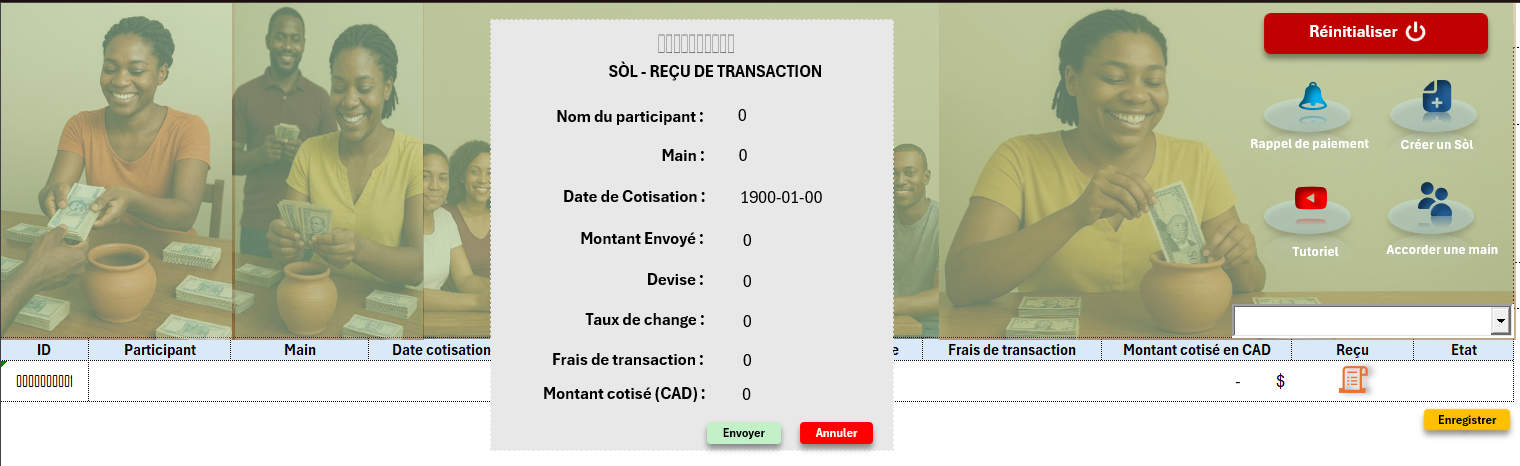 Réinitialiser
SÒL - REÇU DE TRANSACTION
Nom du participant : 0
Main : 0
Date de Cotisation : 1900-01-00
Montant Envoyé : 0
Devise : 0
Taux de change : 0
Frais de transaction : 0
Montant cotisé (CAD) : 0
Envoyer Annuler
Rappel de paiement Créer un Sòl
Tutoriel Accorder une main
ID Participant Main Date cotisation Frais de transaction Montant cotisé en CAD Reçu Etat
- $
Enregistrer